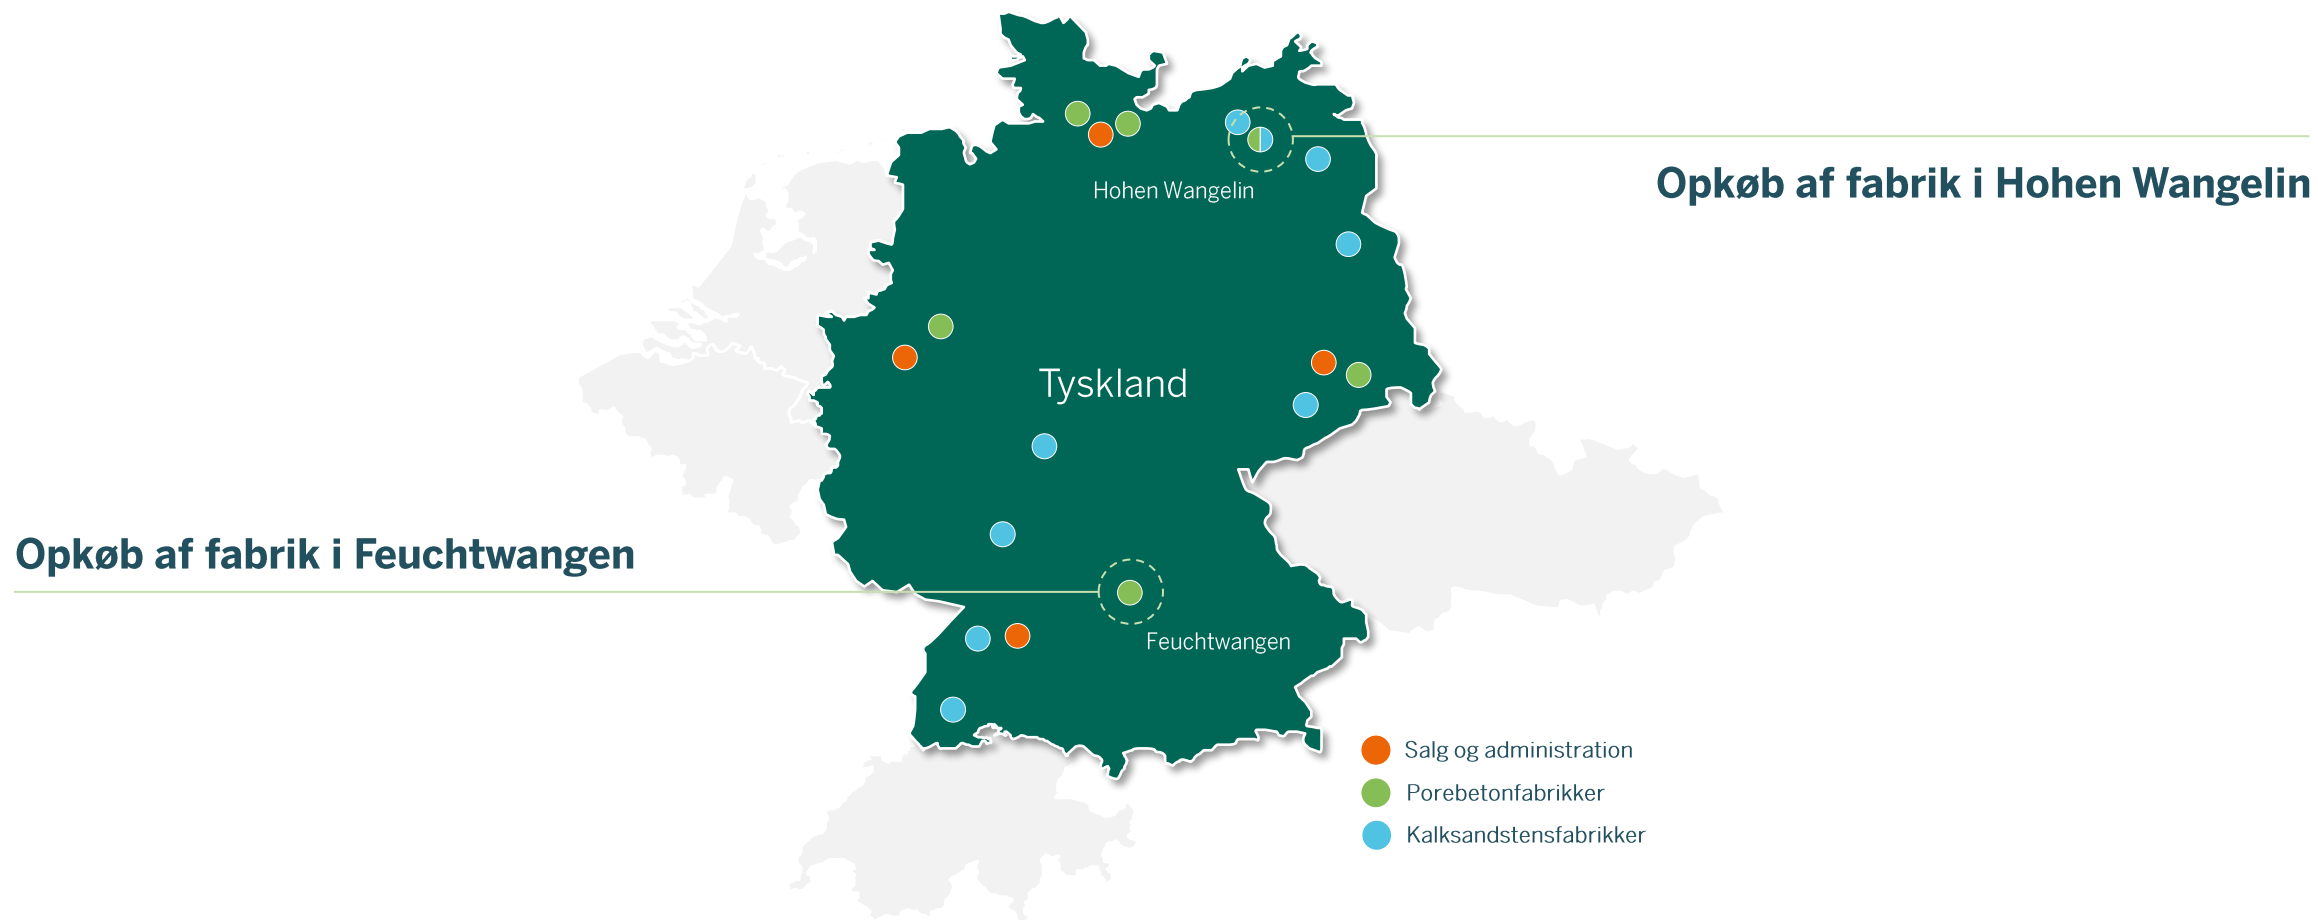 Hohen Wangelin
Opkøb af fabrik i Hohen Wangelin
Tyskland
Opkøb af fabrik i Feuchtwangen
Feuchtwangen
Salg og administration
Porebetonfabrikker
Kalksandstensfabrikker